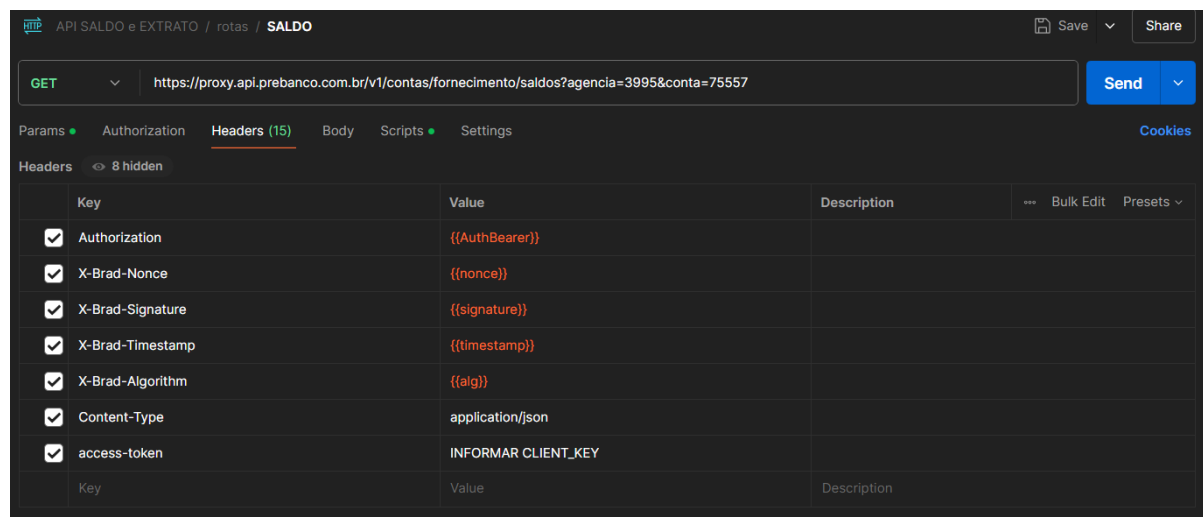 HTTP API SALDO e EXTRATO / rotas / SALDO Save Share
GET https://proxy.api.prebanco.com.br/v1/contas/fornecimento/saldos?agencia=3995&conta=75557 Send
Params Authorization Headers (15) Body Scripts Settings Cookies
Headers 8 hidden
Key Value Description Bulk Edit Presets
Authorization {{AuthBearer}}
X-Brad-Nonce {{nonce}}
X-Brad-Signature {{signature}}
X-Brad-Timestamp {{timestamp}}
X-Brad-Algorithm {{alg}}
Content-Type application/json
access-token INFORMAR CLIENT_KEY
Key Value Description